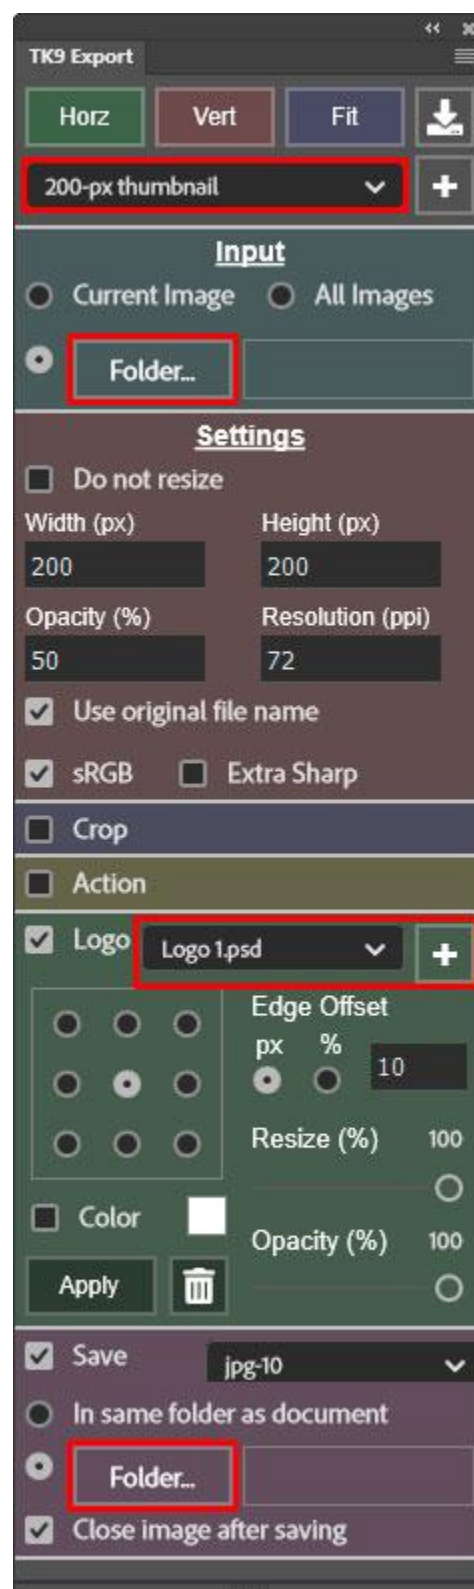 TK9 Export
Horz Vert Fit
200-px thumbnail
Input
Current Image All Images
Folder...
Settings
Do not resize
Width (px) Height (px)
200 200
Opacity (%) Resolution (ppi)
50 72
Use original file name
sRGB Extra Sharp
Crop
Action
Logo Logo 1.psd
Edge Offset
px %
10
Resize (%) 100
Color
Opacity (%) 100
Apply
Save jpg-10
In same folder as document
Folder...
Close image after saving